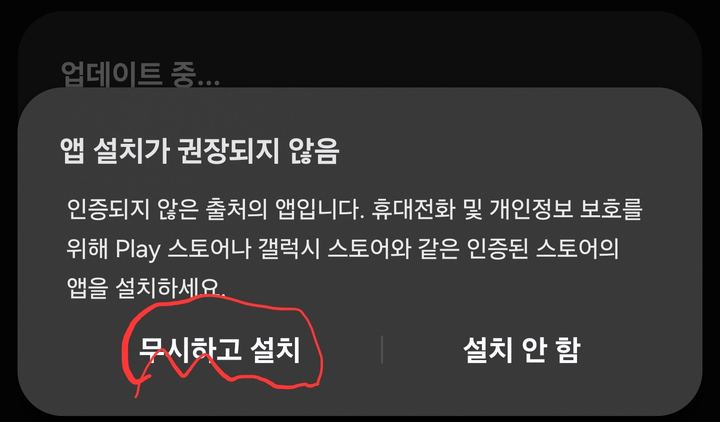 업데이트 중...
앱 설치가 권장되지 않음
인증되지 않은 출처의 앱입니다. 휴대전화 및 개인정보 보호를
위해 Play 스토어나 갤럭시 스토어와 같은 인증된 스토어의
앱을 설치하세요.
무시하고 설치
설치 안 함